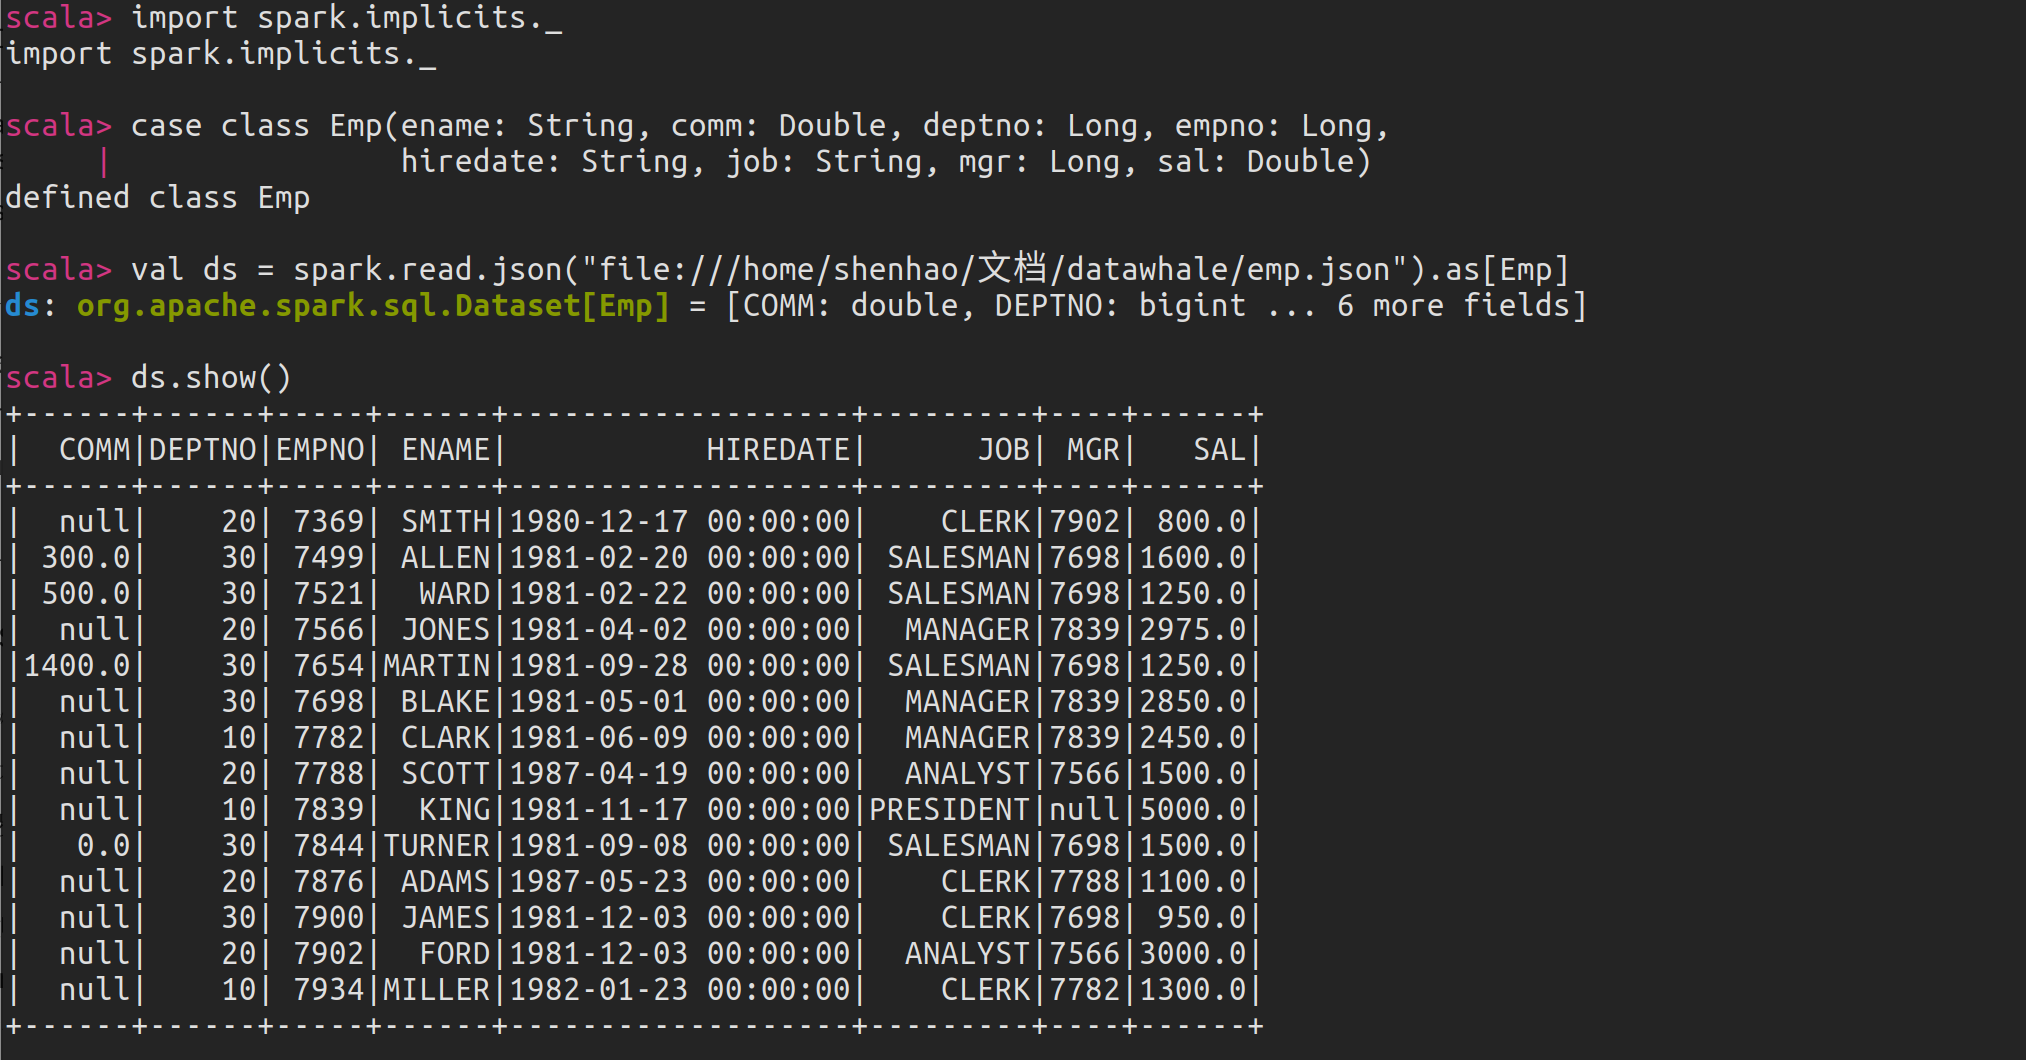 scala> import spark.implicits._
import spark.implicits._

scala> case class Emp(ename: String, comm: Double, deptno: Long, empno: Long,
     |                hiredate: String, job: String, mgr: Long, sal: Double)
defined class Emp

scala> val ds = spark.read.json("file:///home/shenhao/文档/datawhale/emp.json").as[Emp]
ds: org.apache.spark.sql.Dataset[Emp] = [COMM: double, DEPTNO: bigint ... 6 more fields]

scala> ds.show()
+------+------+-----+------+-------------------+---------+----+------+
|  COMM|DEPTNO|EMPNO| ENAME|           HIREDATE|      JOB| MGR|   SAL|
+------+------+-----+------+-------------------+---------+----+------+
|  null|    20| 7369| SMITH|1980-12-17 00:00:00|    CLERK|7902| 800.0|
| 300.0|    30| 7499| ALLEN|1981-02-20 00:00:00| SALESMAN|7698|1600.0|
| 500.0|    30| 7521|  WARD|1981-02-22 00:00:00| SALESMAN|7698|1250.0|
|  null|    20| 7566| JONES|1981-04-02 00:00:00|  MANAGER|7839|2975.0|
|1400.0|    30| 7654|MARTIN|1981-09-28 00:00:00| SALESMAN|7698|1250.0|
|  null|    30| 7698| BLAKE|1981-05-01 00:00:00|  MANAGER|7839|2850.0|
|  null|    10| 7782| CLARK|1981-06-09 00:00:00|  MANAGER|7839|2450.0|
|  null|    20| 7788| SCOTT|1987-04-19 00:00:00|  ANALYST|7566|1500.0|
|  null|    10| 7839|  KING|1981-11-17 00:00:00|PRESIDENT|null|5000.0|
|   0.0|    30| 7844|TURNER|1981-09-08 00:00:00| SALESMAN|7698|1500.0|
|  null|    20| 7876| ADAMS|1987-05-23 00:00:00|    CLERK|7788|1100.0|
|  null|    30| 7900| JAMES|1981-12-03 00:00:00|    CLERK|7698| 950.0|
|  null|    20| 7902|  FORD|1981-12-03 00:00:00|  ANALYST|7566|3000.0|
|  null|    10| 7934|MILLER|1982-01-23 00:00:00|    CLERK|7782|1300.0|
+------+------+-----+------+-------------------+---------+----+------+